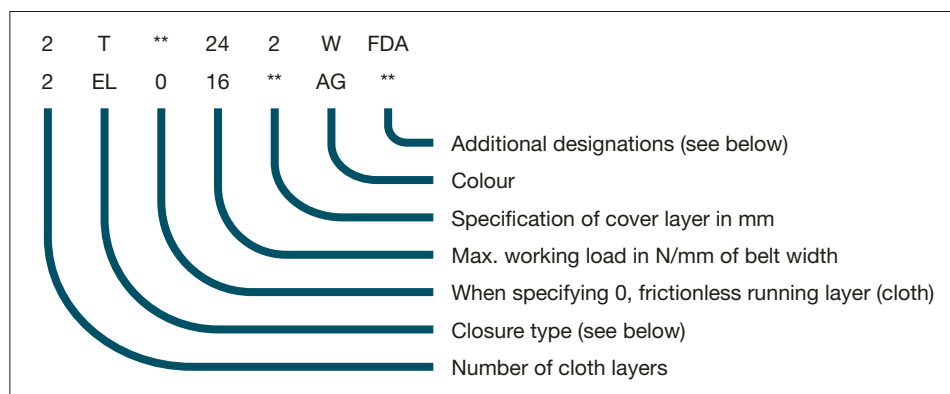 2 T ** 24 2 W FDA
2 EL 0 16 ** AG **
Additional designations (see below)
Colour
Specification of cover layer in mm
Max. working load in N/mm of belt width
When specifying 0, frictionless running layer (cloth)
Closure type (see below)
Number of cloth layers